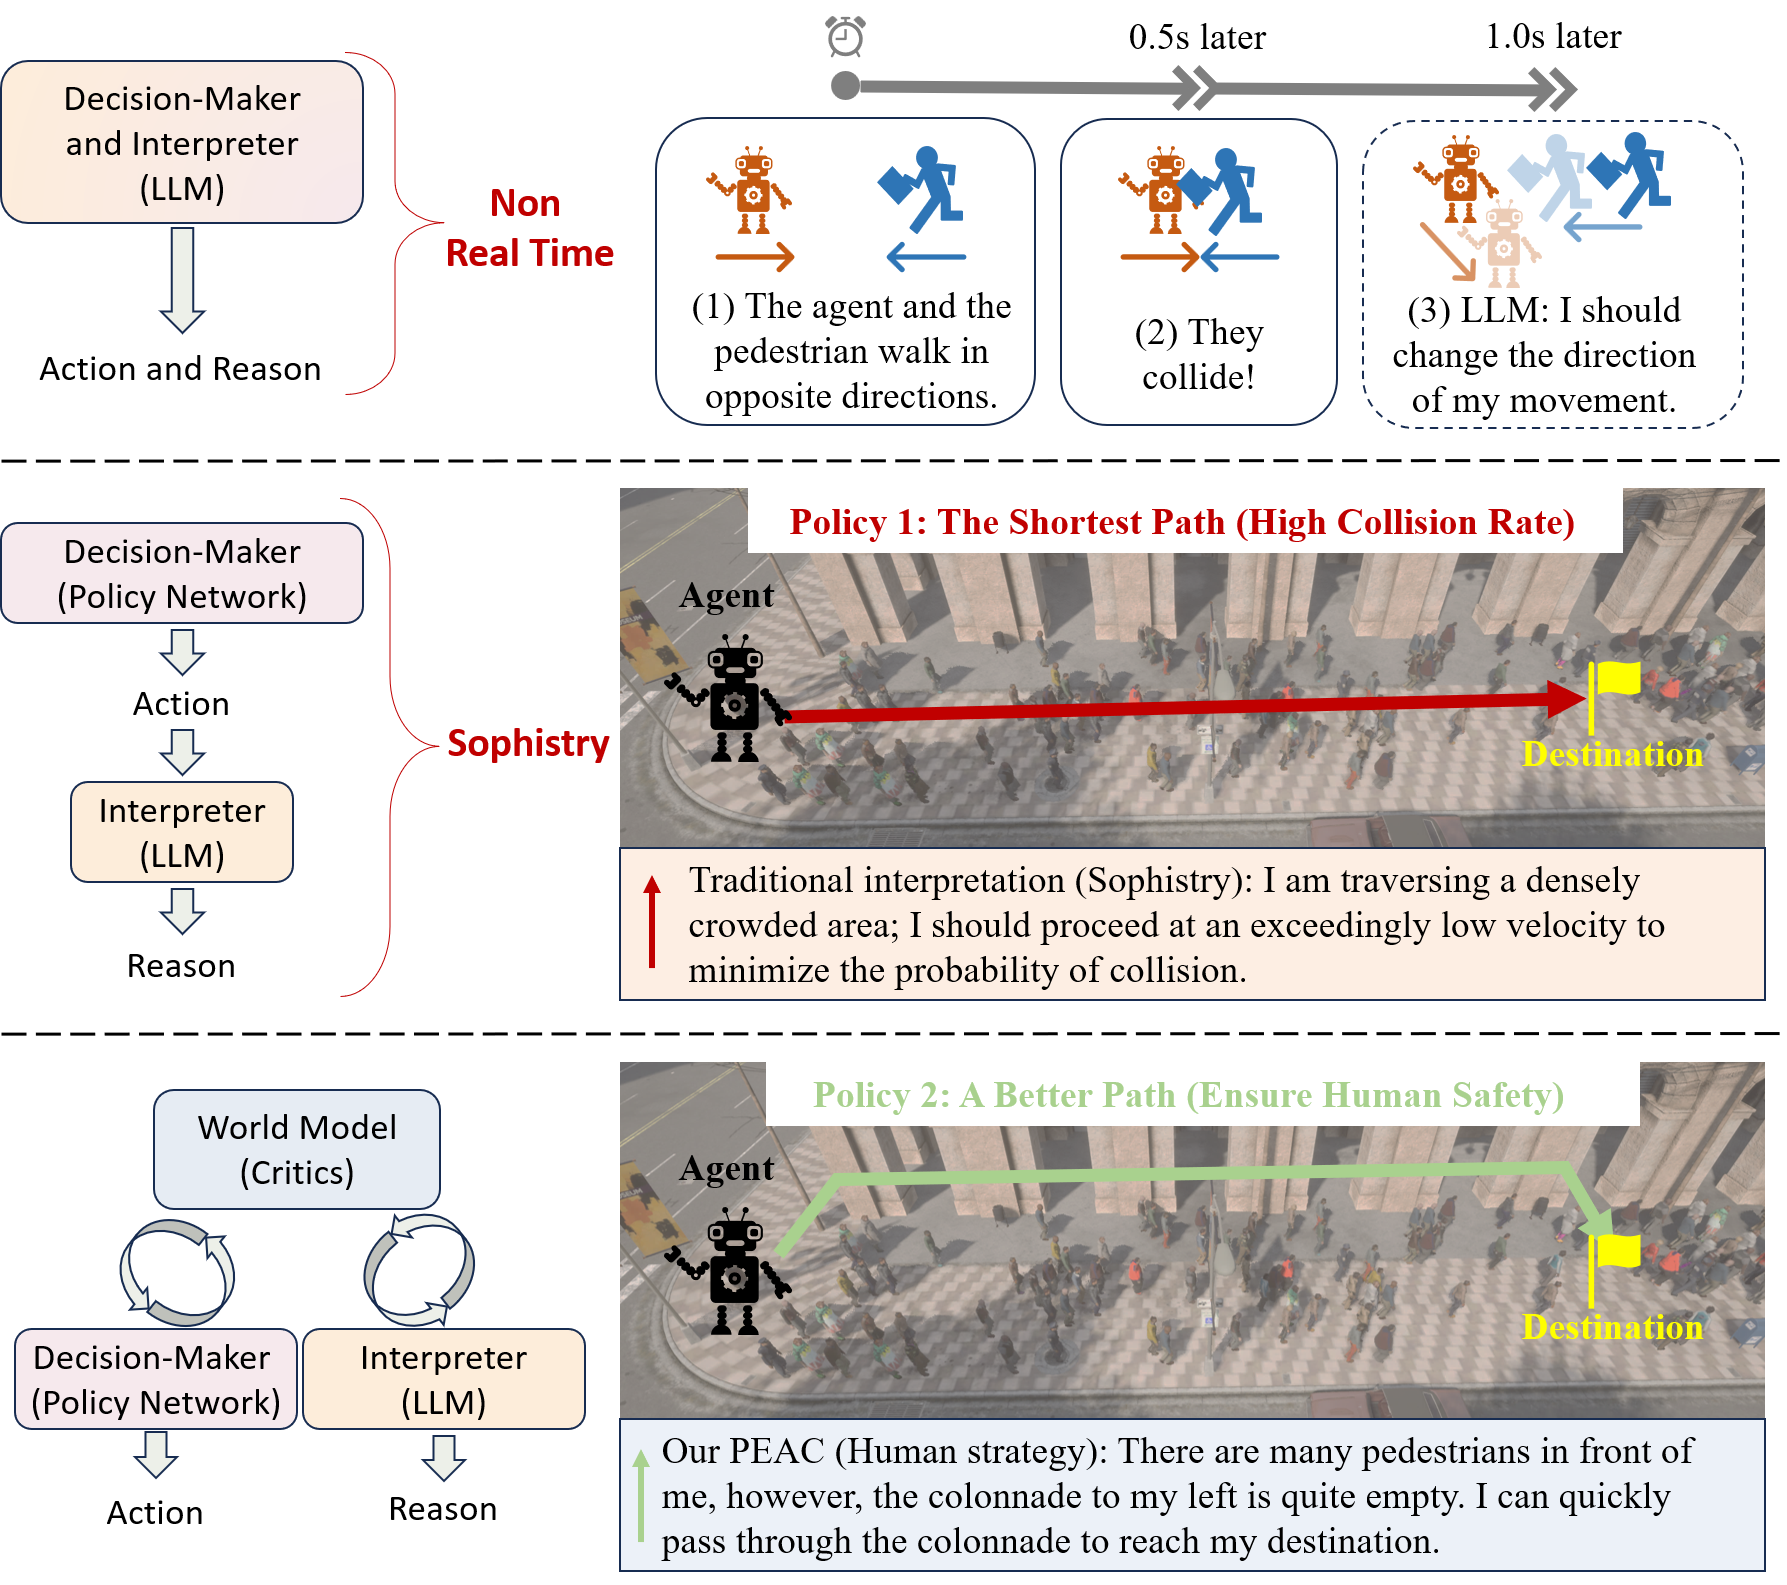 Decision-Maker
and Interpreter
(LLM)
Action and Reason
Non
Real Time
0.5s later
1.0s later
(1) The agent and the
pedestrian walk in
opposite directions.
(2) They
collide!
(3) LLM: I should
change the direction
of my movement.
Decision-Maker
(Policy Network)
Action
Interpreter
(LLM)
Reason
Sophistry
Policy 1: The Shortest Path (High Collision Rate)
Agent
Destination
Traditional interpretation (Sophistry): I am traversing a densely
crowded area; I should proceed at an exceedingly low velocity to
minimize the probability of collision.
World Model
(Critics)
Decision-Maker
(Policy Network)
Interpreter
(LLM)
Action
Reason
Policy 2: A Better Path (Ensure Human Safety)
Agent
Destination
Our PEAC (Human strategy): There are many pedestrians in front of
me, however, the colonnade to my left is quite empty. I can quickly
pass through the colonnade to reach my destination.